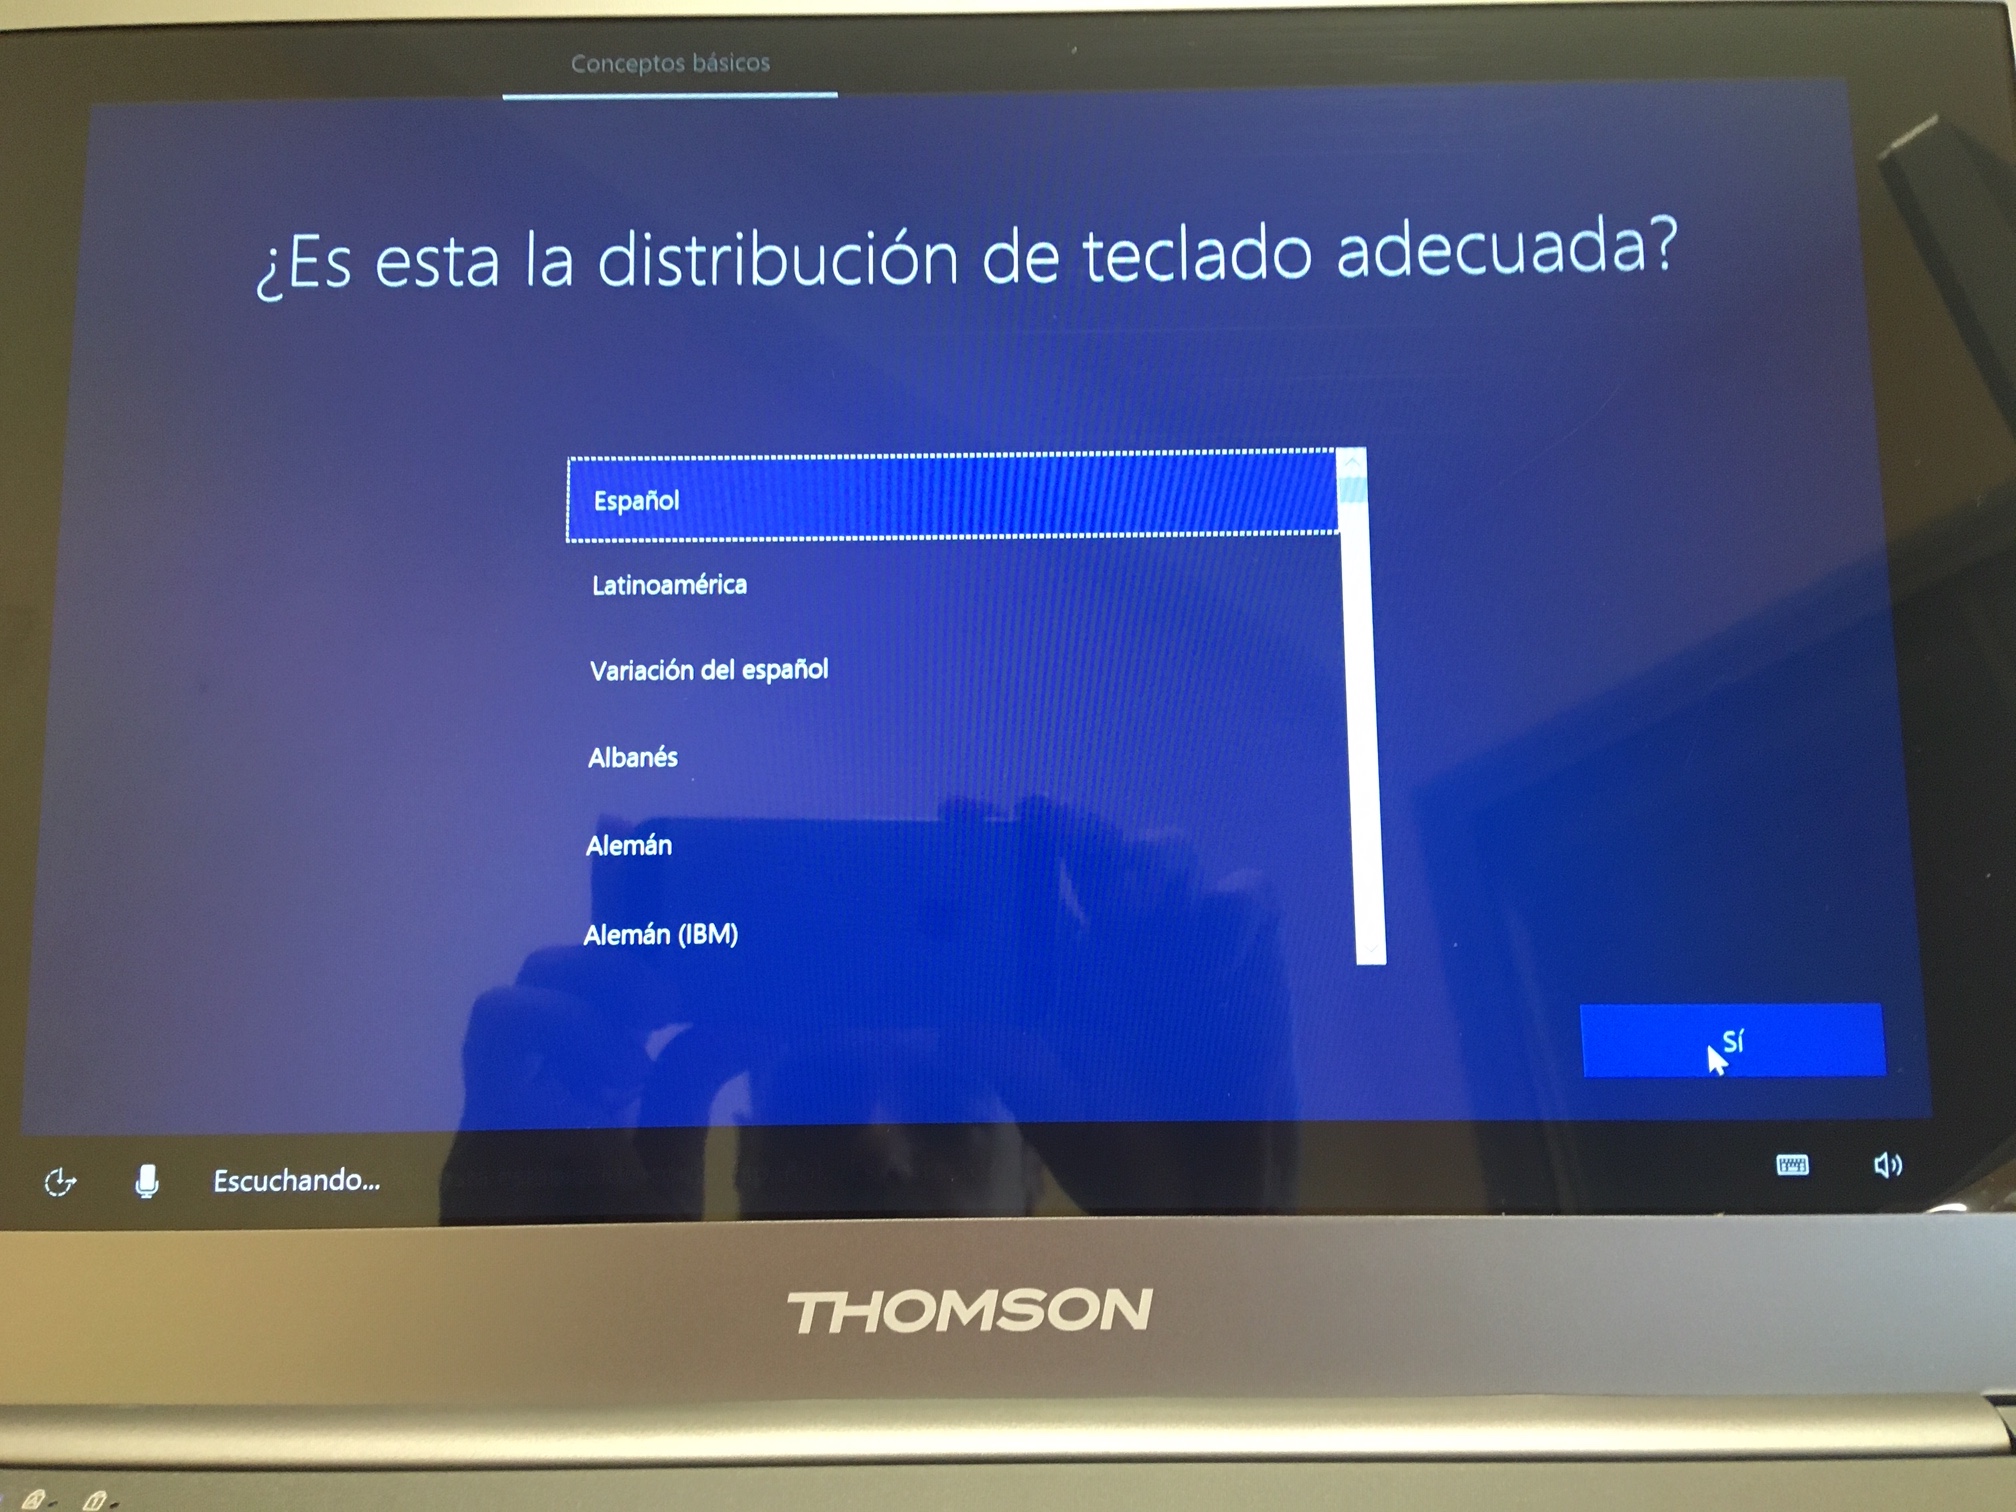 Conceptos básicos
¿Es esta la distribución de teclado adecuada?
Español
Latinoamérica
Variación del español
Albanés
Alemán
Alemán (IBM)
Sí
Escuchando...
THOMSON